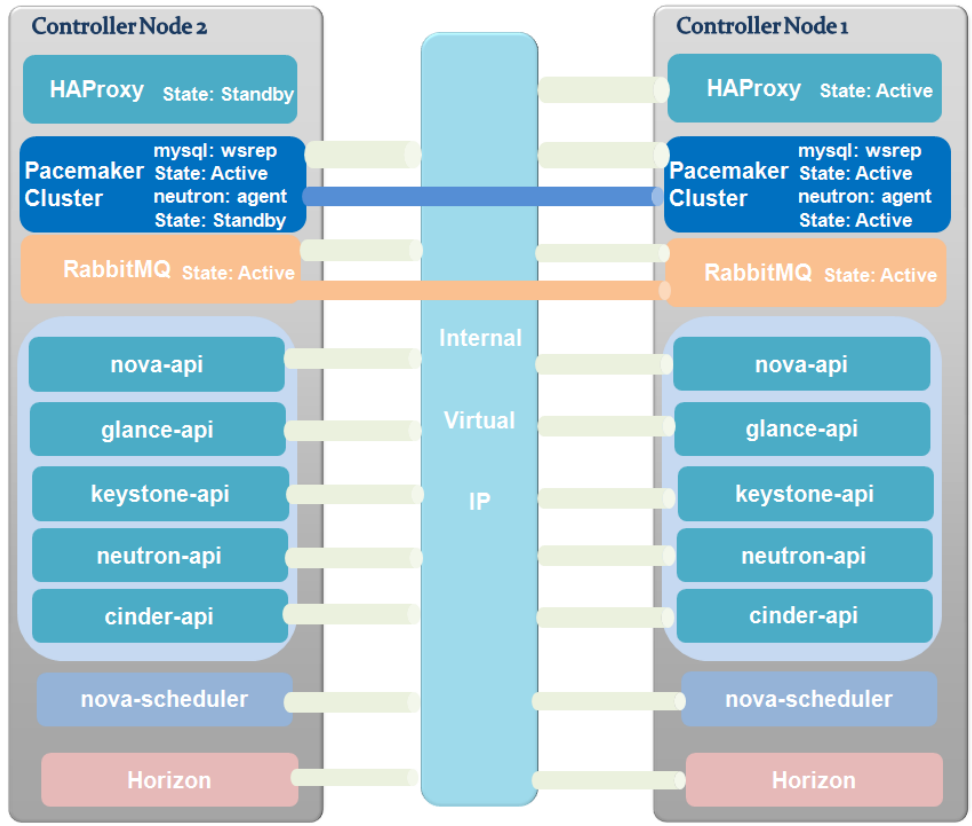 Controller Node 2
HAProxy State: Standby
Pacemaker
Cluster
mysql: wsrep
State: Active
neutron: agent
State: Standby
RabbitMQ State: Active
nova-api
glance-api
keystone-api
neutron-api
cinder-api
nova-scheduler
Horizon
Internal
Virtual
IP
Controller Node 1
HAProxy State: Active
Pacemaker
Cluster
mysql: wsrep
State: Active
neutron: agent
State: Active
RabbitMQ State: Active
nova-api
glance-api
keystone-api
neutron-api
cinder-api
nova-scheduler
Horizon